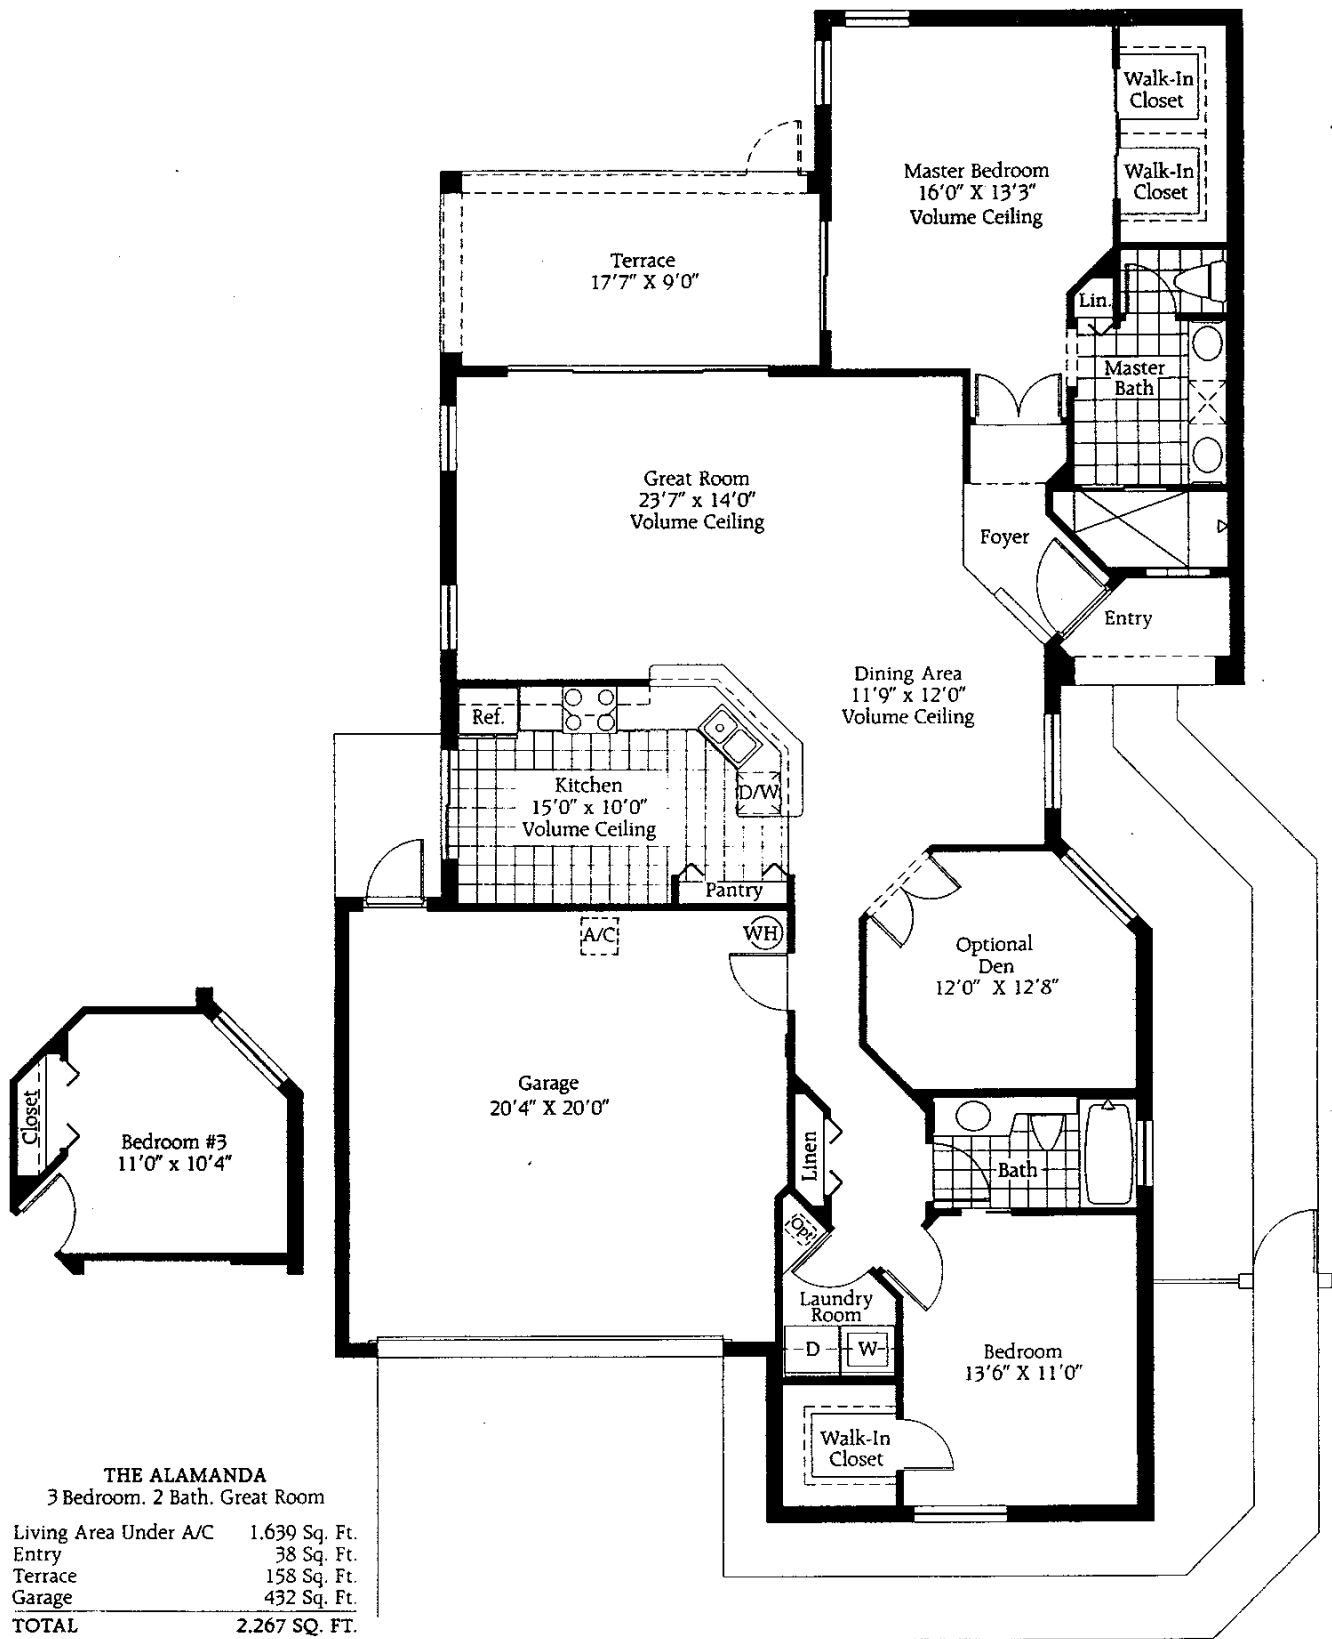 Walk-In
Closet
Walk-In
Closet
Master Bedroom
16'0" X 13'3"
Volume Ceiling
Terrace
17'7" X 9'0"
Lin.
Master
Bath
Great Room
23'7" x 14'0"
Volume Ceiling
Foyer
Entry
Dining Area
11'9" x 12'0"
Volume Ceiling
Ref.
Kitchen
15'0" x 10'0"
Volume Ceiling
D/W
Pantry
A/C
WH
Optional
Den
12'0" X 12'8"
Garage
20'4" X 20'0"
Closet
Bedroom #3
11'0" x 10'4"
Linen
Bath
Opt.
Laundry
Room
D
W
Bedroom
13'6" X 11'0"
Walk-In
Closet
THE ALAMANDA
3 Bedroom. 2 Bath. Great Room
Living Area Under A/C 1.639 Sq. Ft.
Entry 38 Sq. Ft.
Terrace 158 Sq. Ft.
Garage 432 Sq. Ft.
TOTAL 2.267 SQ. FT.